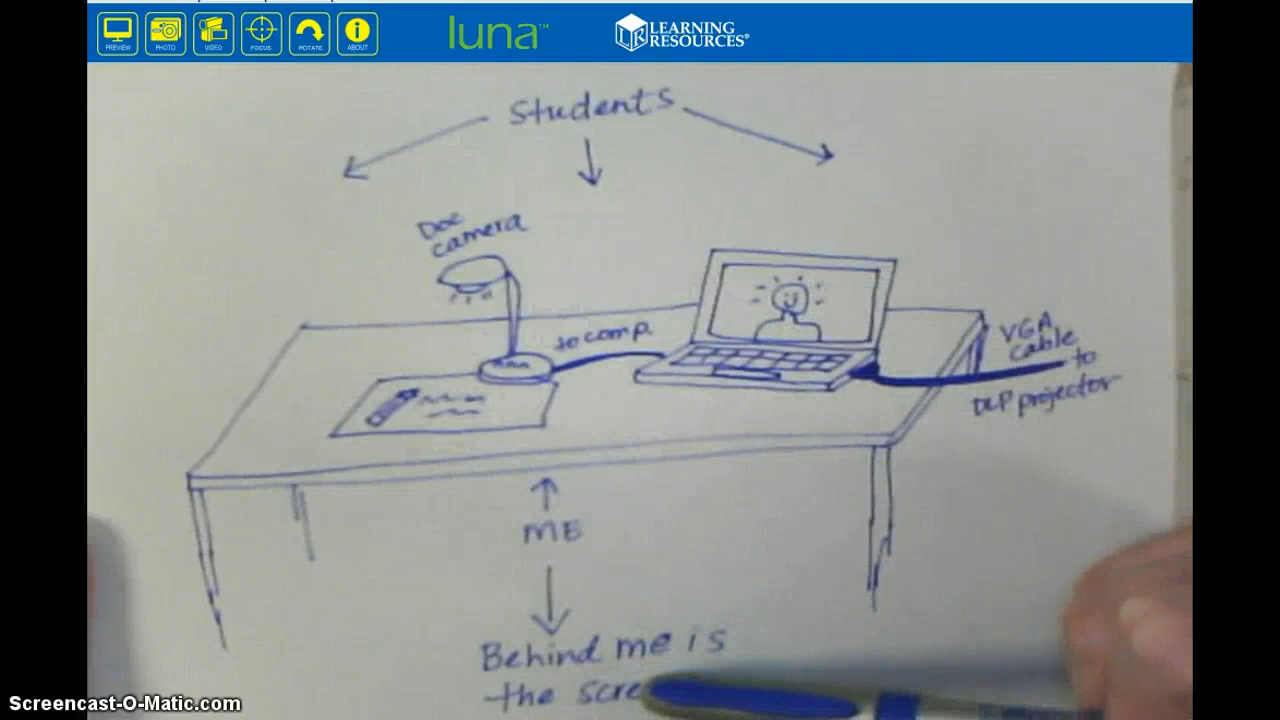 PREVIEW
PHOTO
VIDEO
FOCUS
ROTATE
ABOUT
luna™
LEARNING
RESOURCES®
Students
Doc
camera
to comp.
VGA
cable
to
DLP projector
ME
Behind me is
the scre
Screencast-O-Matic.com